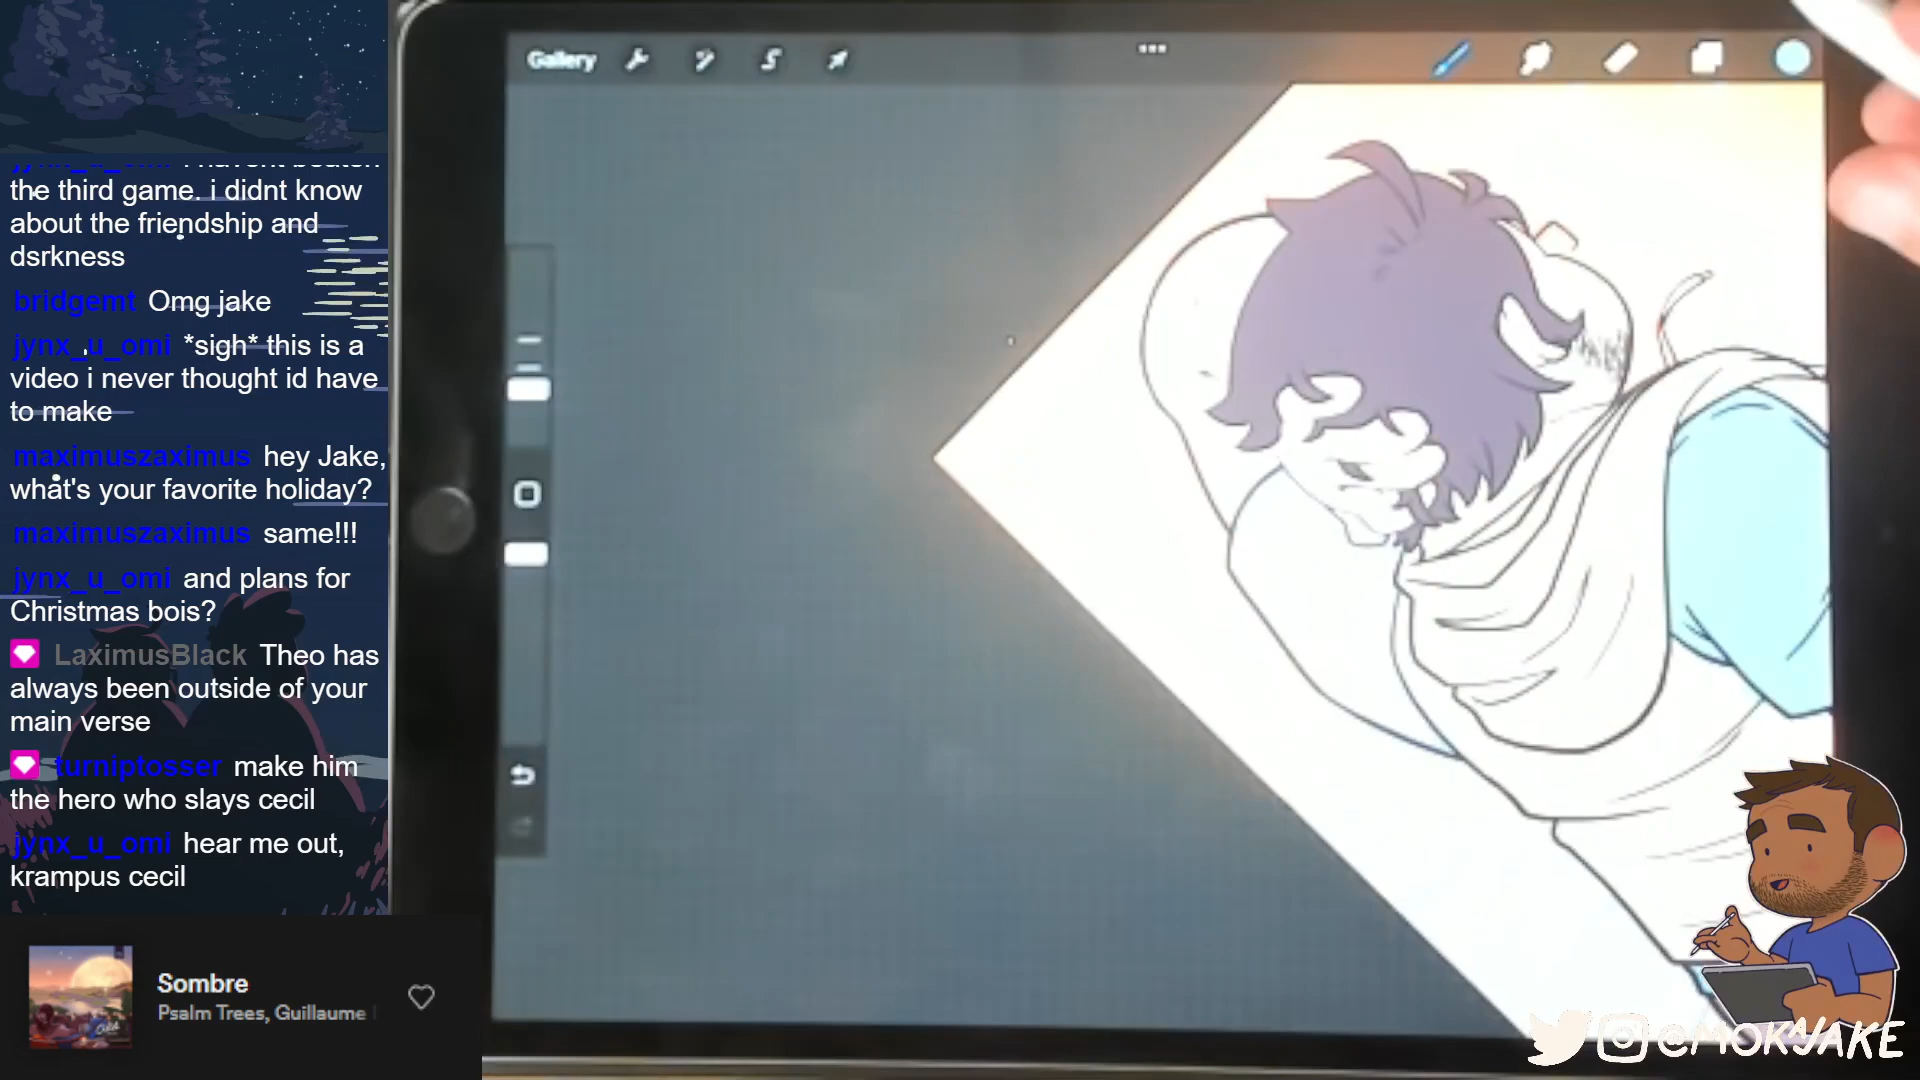 Gallery
the third game. i didnt know
about the friendship and
dsrkness
bridgemt Omg jake
jynx_u_omi *sigh* this is a
video i never thought id have
to make
maximuszaximus hey Jake,
what's your favorite holiday?
maximuszaximus same!!!
jynx_u_omi and plans for
Christmas bois?
LaximusBlack Theo has
always been outside of your
main verse
turniptosser make him
the hero who slays cecil
jynx_u_omi hear me out,
krampus cecil
Sombre
Psalm Trees, Guillaume
@MOKAJAKE